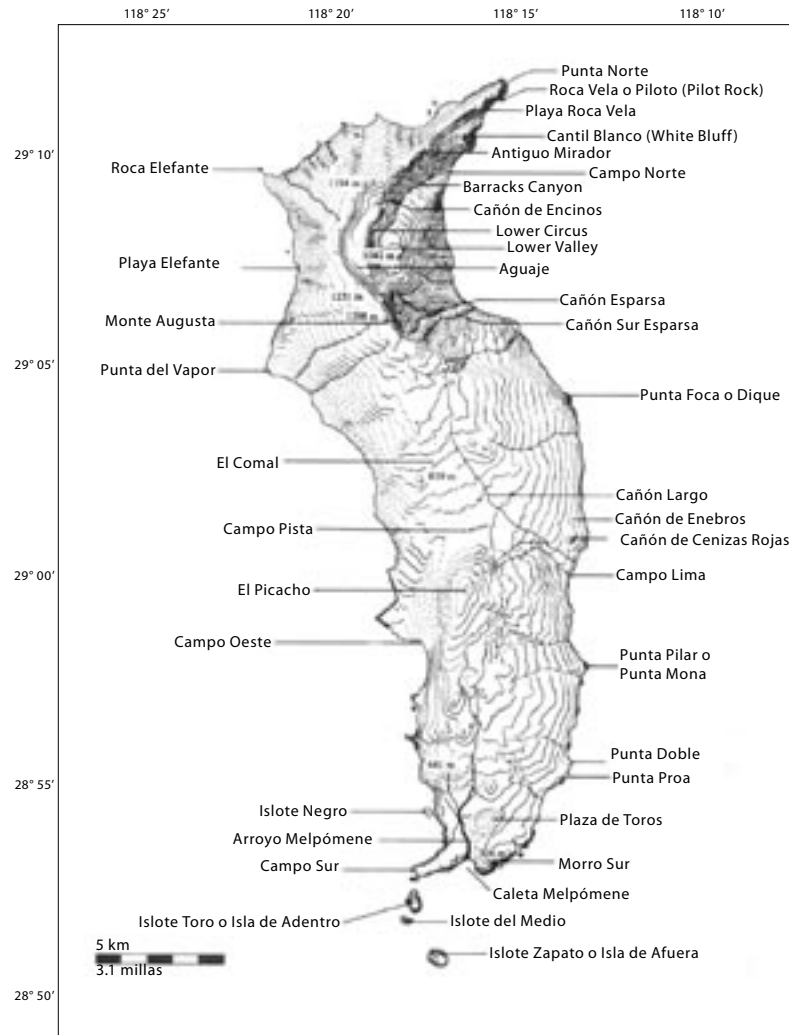 118° 25’
118° 20’
118° 15’
118° 10’
Punta Norte
Roca Vela o Piloto (Pilot Rock)
Playa Roca Vela
Cantil Blanco (White Bluff)
29° 10’
Antiguo Mirador
Roca Elefante
Campo Norte
Barracks Canyon
Cañón de Encinos
Lower Circus
Lower Valley
Playa Elefante
Aguaje
Cañón Esparsa
Monte Augusta
Cañón Sur Esparsa
29° 05’
Punta del Vapor
Punta Foca o Dique
El Comal
Cañón Largo
Cañón de Enebros
Campo Pista
Cañón de Cenizas Rojas
29° 00’
Campo Lima
El Picacho
Campo Oeste
Punta Pilar o
Punta Mona
Punta Doble
Punta Proa
28° 55’
Islote Negro
Plaza de Toros
Arroyo Melpómene
Campo Sur
Morro Sur
Caleta Melpómene
Islote Toro o Isla de Adentro
Islote del Medio
5 km
3.1 millas
Islote Zapato o Isla de Afuera
28° 50’